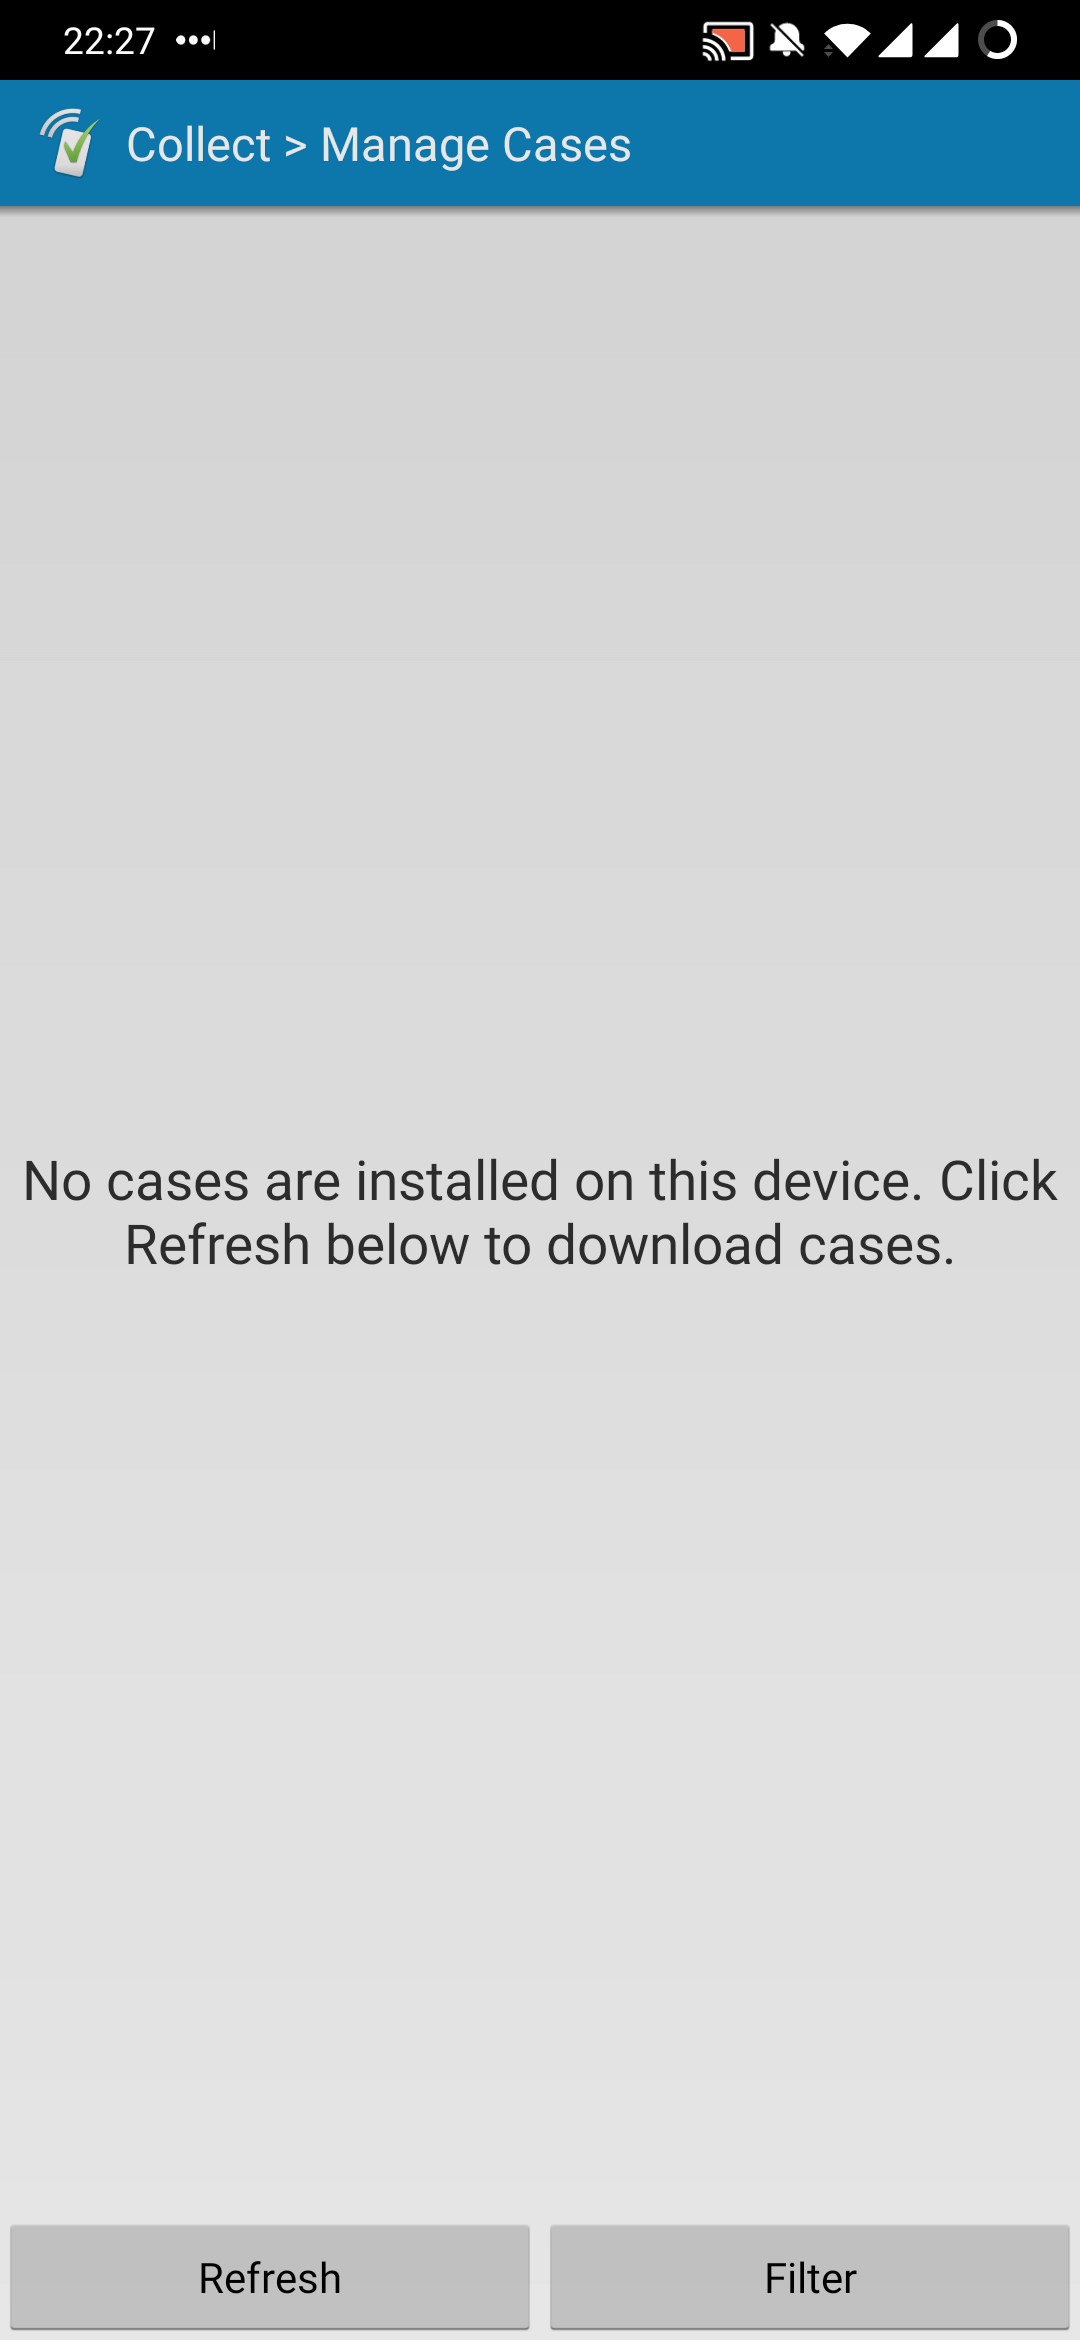 22:27
Collect > Manage Cases
No cases are installed on this device. Click
Refresh below to download cases.
Refresh
Filter